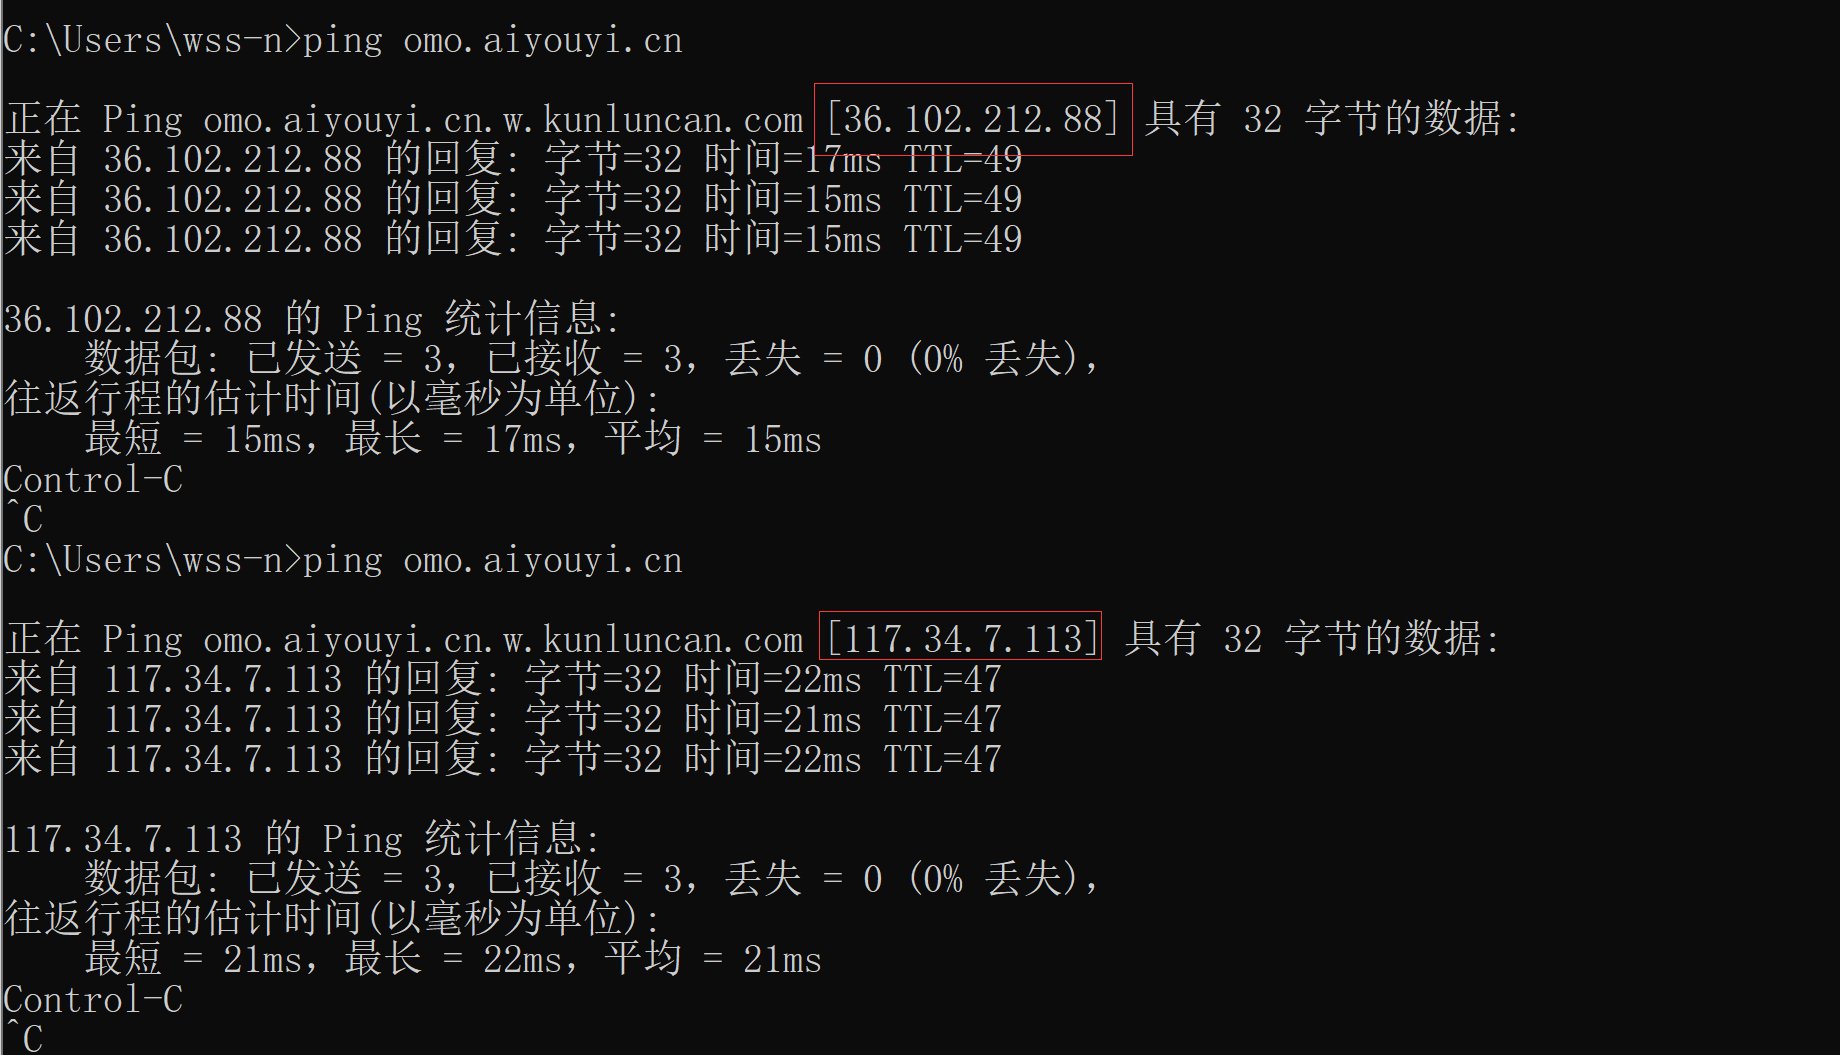 C:\Users\wss-n>ping omo.aiyouyi.cn
正在 Ping omo.aiyouyi.cn.w.kunluncan.com [36.102.212.88] 具有 32 字节的数据:
来自 36.102.212.88 的回复: 字节=32 时间=17ms TTL=49
来自 36.102.212.88 的回复: 字节=32 时间=15ms TTL=49
来自 36.102.212.88 的回复: 字节=32 时间=15ms TTL=49
36.102.212.88 的 Ping 统计信息:
数据包: 已发送 = 3，已接收 = 3，丢失 = 0 (0% 丢失)，
往返行程的估计时间(以毫秒为单位):
最短 = 15ms，最长 = 17ms，平均 = 15ms
Control-C
^C
C:\Users\wss-n>ping omo.aiyouyi.cn
正在 Ping omo.aiyouyi.cn.w.kunluncan.com [117.34.7.113] 具有 32 字节的数据:
来自 117.34.7.113 的回复: 字节=32 时间=22ms TTL=47
来自 117.34.7.113 的回复: 字节=32 时间=21ms TTL=47
来自 117.34.7.113 的回复: 字节=32 时间=22ms TTL=47
117.34.7.113 的 Ping 统计信息:
数据包: 已发送 = 3，已接收 = 3，丢失 = 0 (0% 丢失)，
往返行程的估计时间(以毫秒为单位):
最短 = 21ms，最长 = 22ms，平均 = 21ms
Control-C
^C